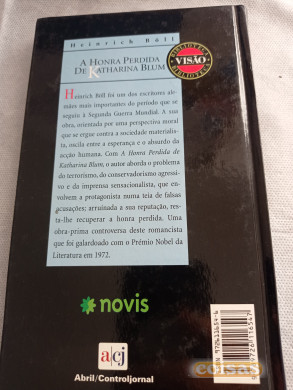 Heinrich Böll
A HONRA PERDIDA
DE KATHARINA BLUM
BIBLIOTECA
VISÃO
BIBLIOTECA
Heinrich Böll foi um dos escritores ale-
mães mais importantes do período que se
seguiu à Segunda Guerra Mundial. A sua
obra, orientada por uma perspectiva moral
que se ergue contra a sociedade materialis-
ta, oscila entre a esperança e o absurdo da
acção humana. Com A Honra Perdida de
Katharina Blum, o autor aborda o problema
do terrorismo, do conservadorismo agressi-
vo e da imprensa sensacionalista, que en-
volvem a protagonista numa teia de falsas
acusações; arruinada a sua reputação, res-
ta-lhe recuperar a honra perdida. Uma
obra-prima controversa deste romancista
que foi galardoado com o Prémio Nobel da
Literatura em 1972.
novis
a|cj
Abril/Controljornal